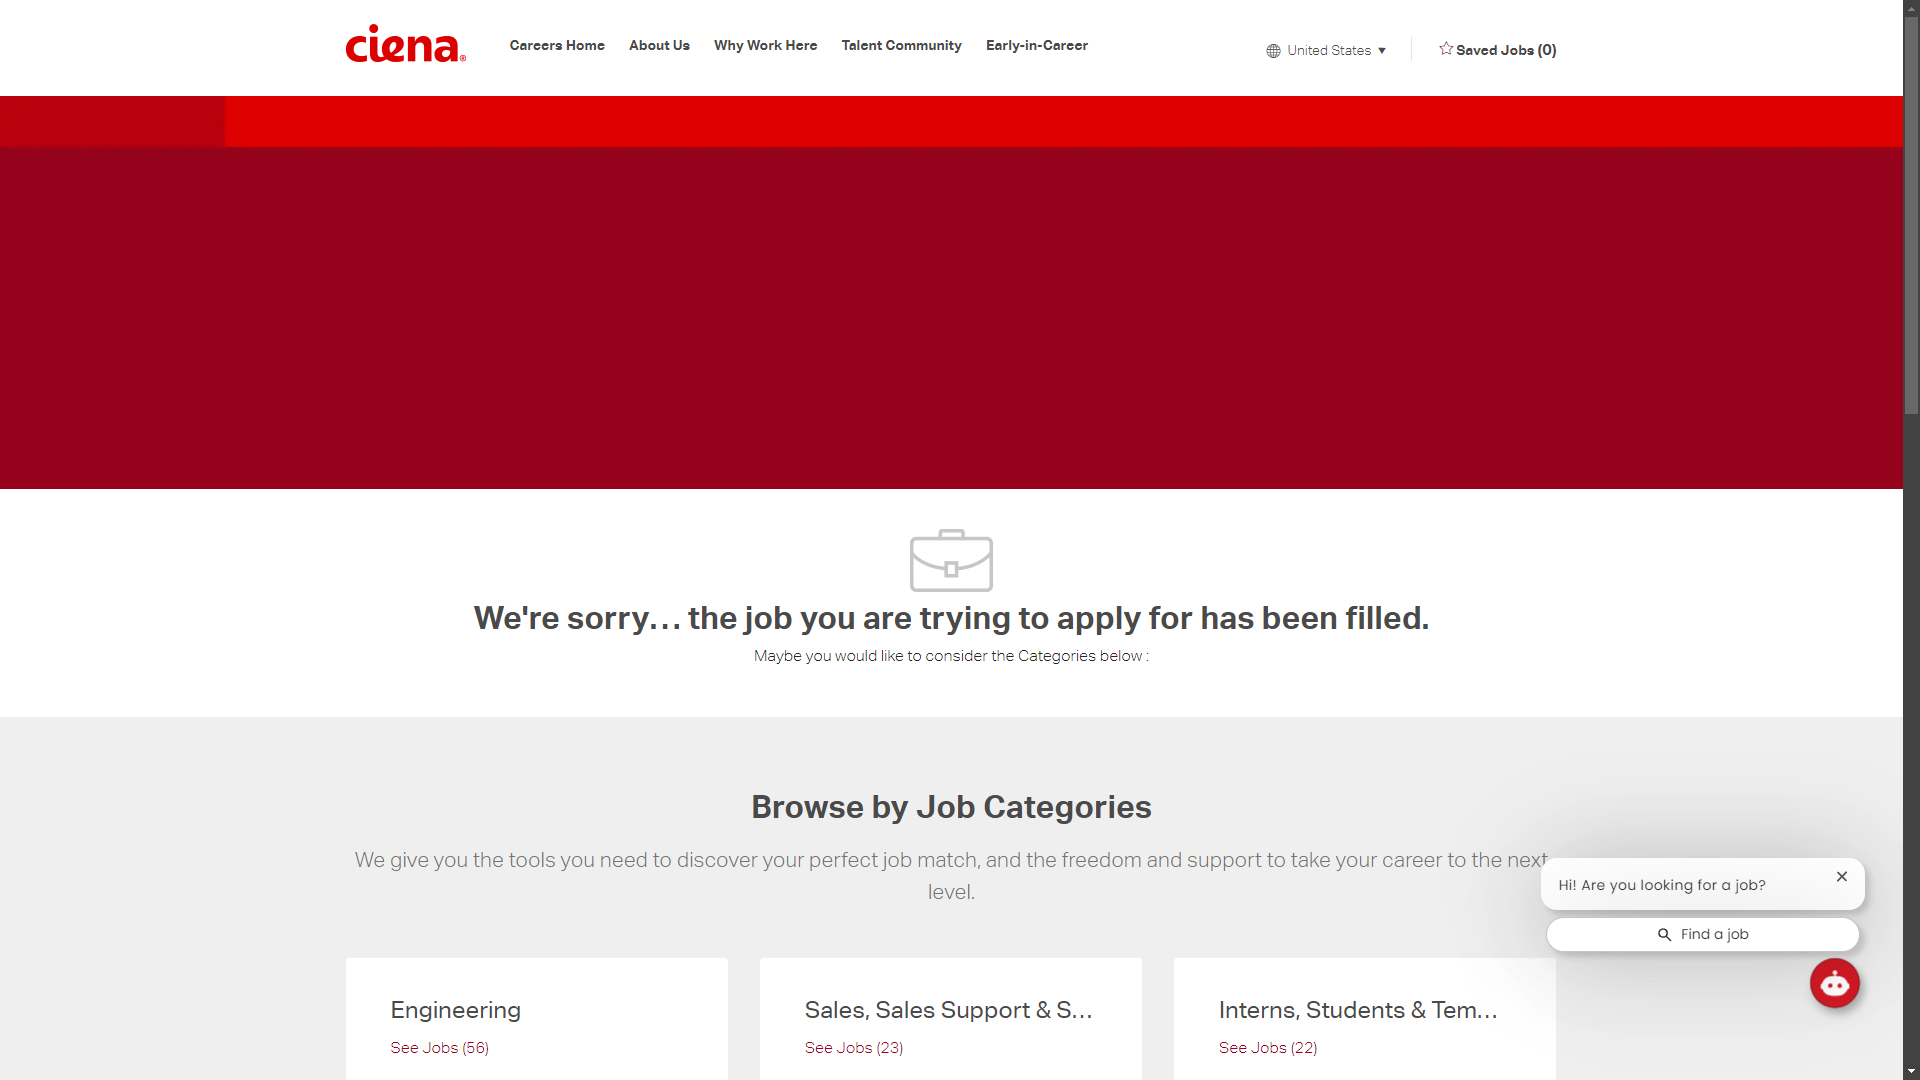 ciena®
Careers Home
About Us
Why Work Here
Talent Community
Early-in-Career
United States
Saved Jobs (0)
We're sorry… the job you are trying to apply for has been filled.
Maybe you would like to consider the Categories below :
Browse by Job Categories
We give you the tools you need to discover your perfect job match, and the freedom and support to take your career to the next
level.
Hi! Are you looking for a job?
Find a job
Engineering
See Jobs (56)
Sales, Sales Support & S…
See Jobs (23)
Interns, Students & Tem…
See Jobs (22)